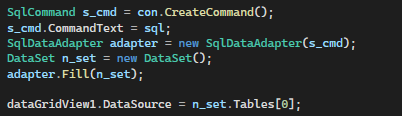 SqlCommand s_cmd = con.CreateCommand();
s_cmd.CommandText = sql;
SqlDataAdapter adapter = new SqlDataAdapter(s_cmd);
DataSet n_set = new DataSet();
adapter.Fill(n_set);
dataGridView1.DataSource = n_set.Tables[0];